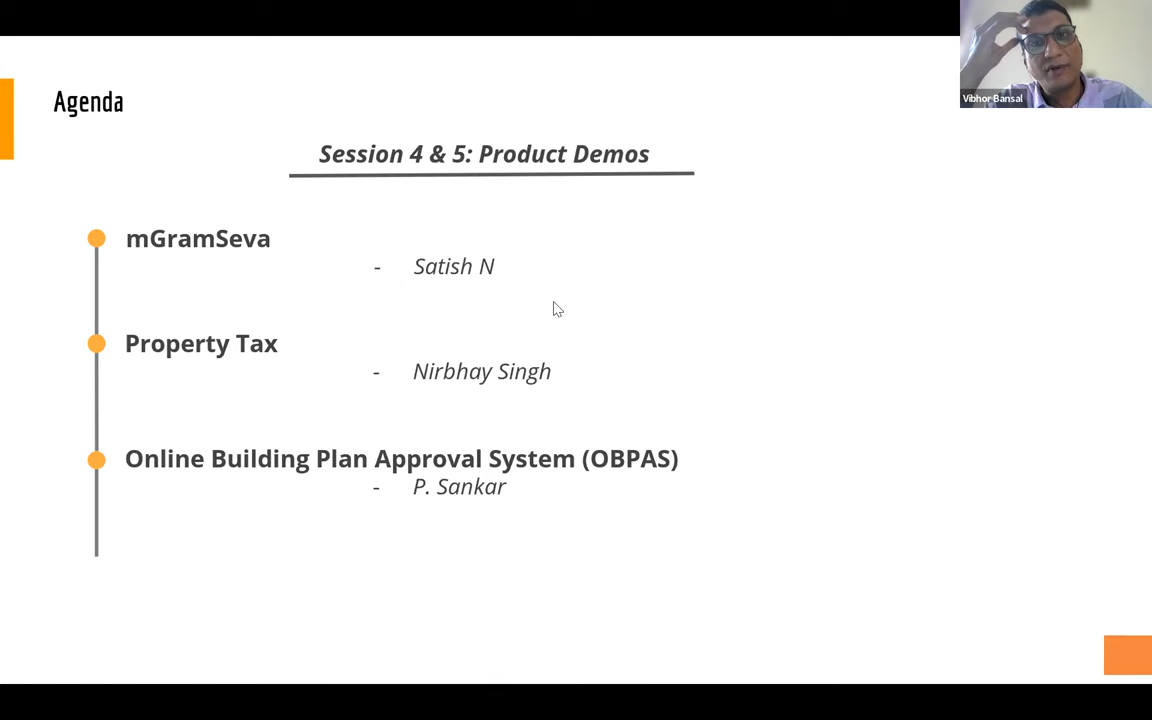 Vibhor Bansal
Agenda
Session 4 & 5: Product Demos
mGramSeva
- Satish N
Property Tax
- Nirbhay Singh
Online Building Plan Approval System (OBPAS)
- P. Sankar